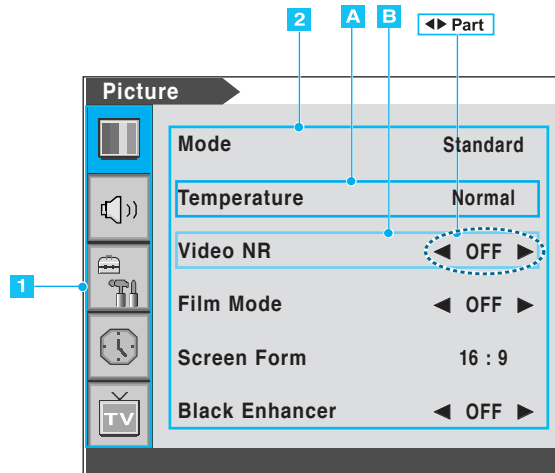 2 A B ◀▶ Part
Picture
Mode Standard
Temperature Normal
Video NR ◀ OFF ▶
1
Film Mode ◀ OFF ▶
Screen Form 16 : 9
TV
Black Enhancer ◀ OFF ▶